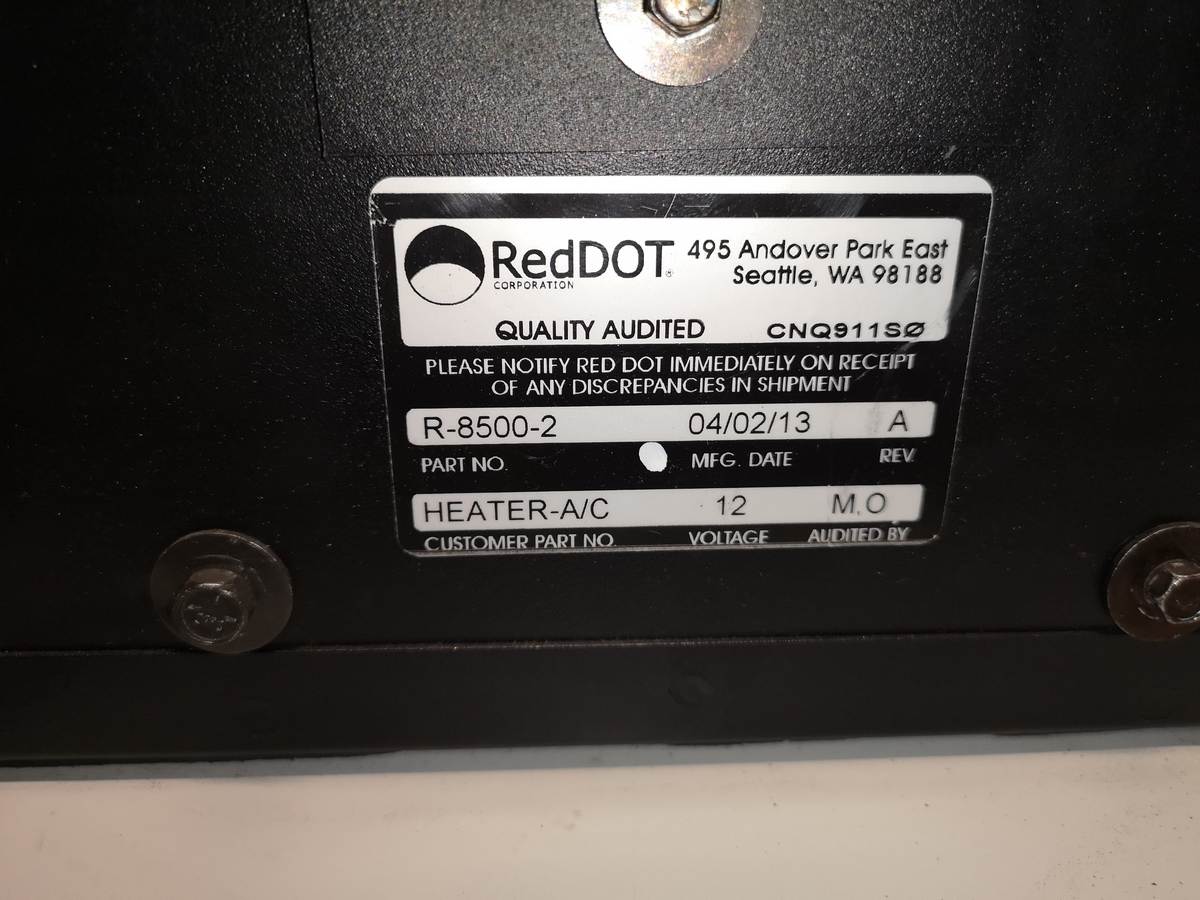 RedDOT®
CORPORATION
495 Andover Park East
Seattle, WA 98188
QUALITY AUDITED CNQ911SØ
PLEASE NOTIFY RED DOT IMMEDIATELY ON RECEIPT
OF ANY DISCREPANCIES IN SHIPMENT
R-8500-2 04/02/13 A
PART NO. MFG. DATE REV.
HEATER-A/C 12 M.O
CUSTOMER PART NO. VOLTAGE AUDITED BY